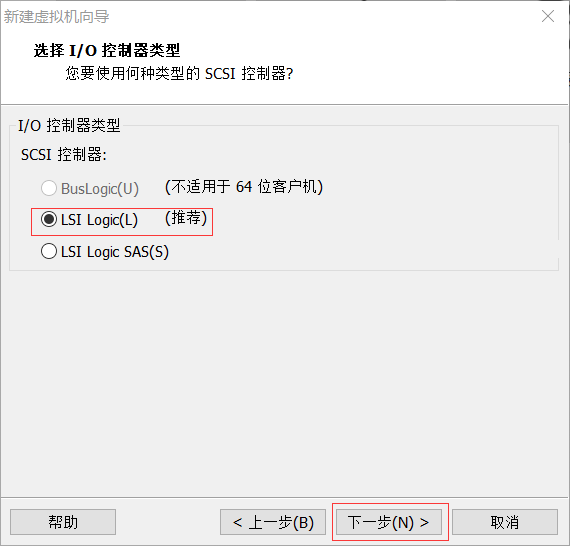 新建虚拟机向导
选择 I/O 控制器类型
您要使用何种类型的 SCSI 控制器?
I/O 控制器类型
SCSI 控制器:
BusLogic(U) (不适用于 64 位客户机)
LSI Logic(L) (推荐)
LSI Logic SAS(S)
帮助 < 上一步(B) 下一步(N) > 取消